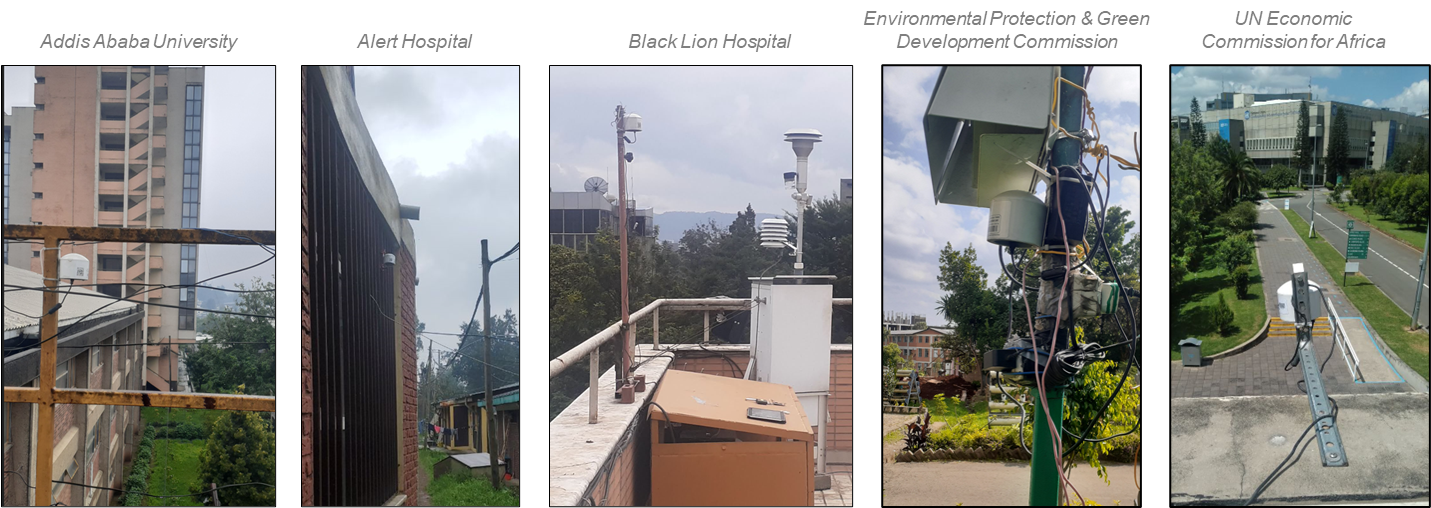 Addis Ababa University
Alert Hospital
Black Lion Hospital
Environmental Protection & Green
Development Commission
UN Economic
Commission for Africa